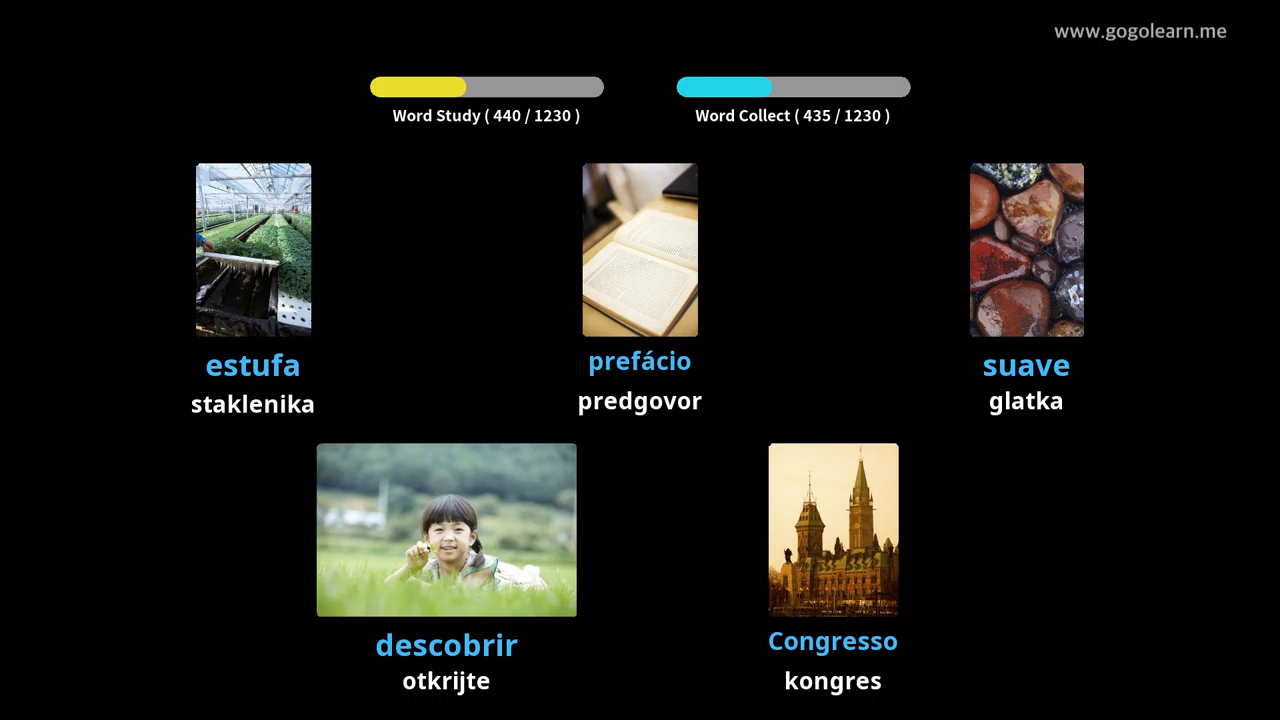 www.gogolearn.me
Word Study ( 440 / 1230 )
Word Collect ( 435 / 1230 )
estufa
staklenika
prefácio
predgovor
suave
glatka
descobrir
otkrijte
Congresso
kongres